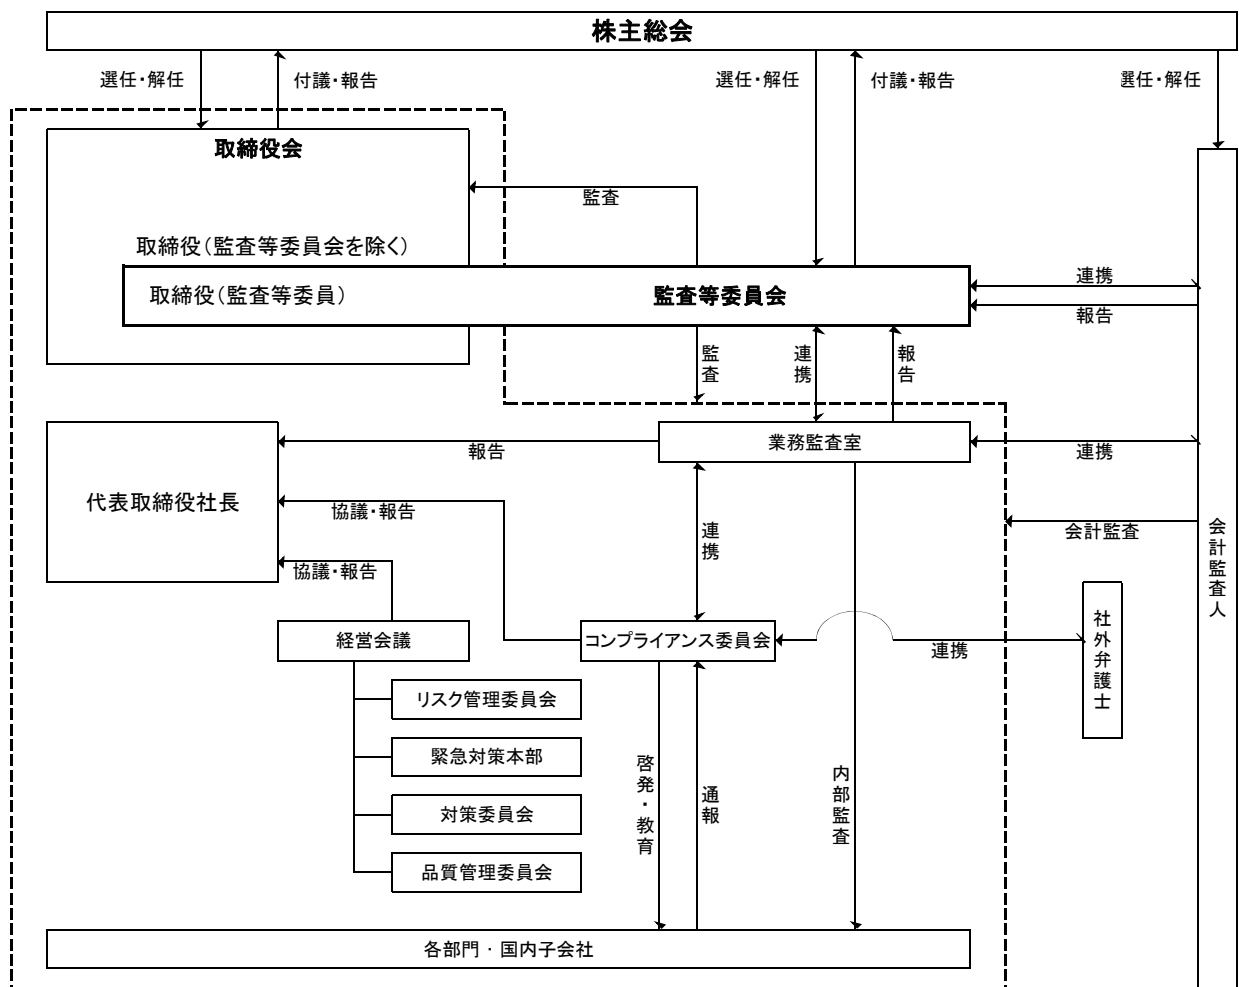 株主総会
選任・解任
付議・報告
選任・解任
付議・報告
選任・解任
取締役会
監査
取締役（監査等委員会を除く）
取締役（監査等委員）
監査等委員会
連携
報告
監査
連携
報告
業務監査室
報告
連携
代表取締役社長
協議・報告
連携
会計監査
会計監査人
協議・報告
社外弁護士
経営会議
コンプライアンス委員会
連携
リスク管理委員会
緊急対策本部
啓発・教育
通報
内部監査
対策委員会
品質管理委員会
各部門・国内子会社